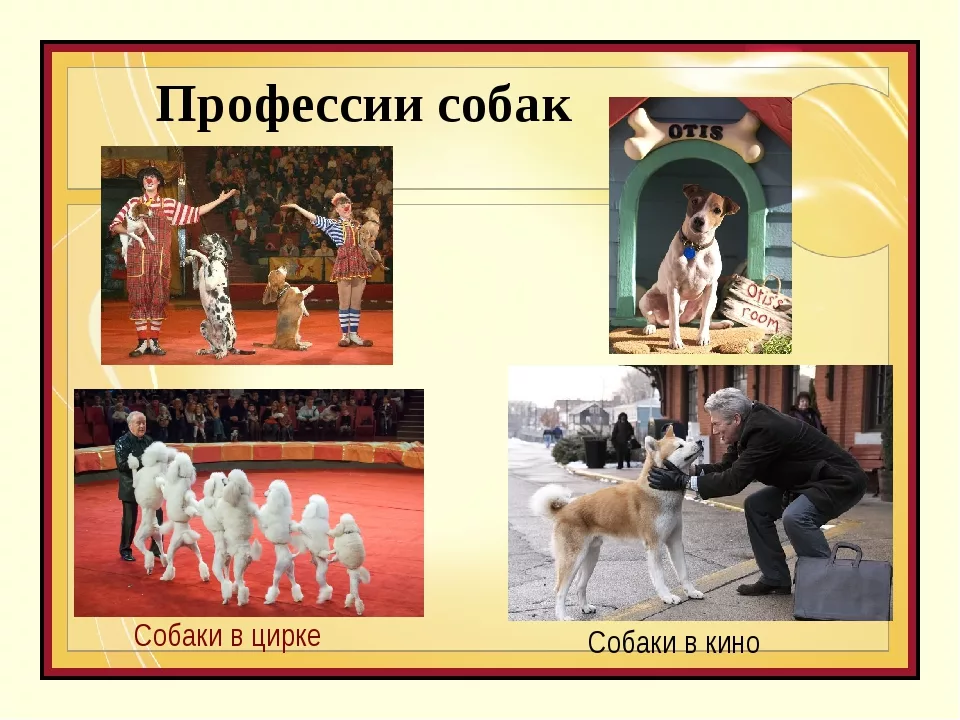 Профессии собак
OTIS
Otis's
room
Собаки в цирке
Собаки в кино